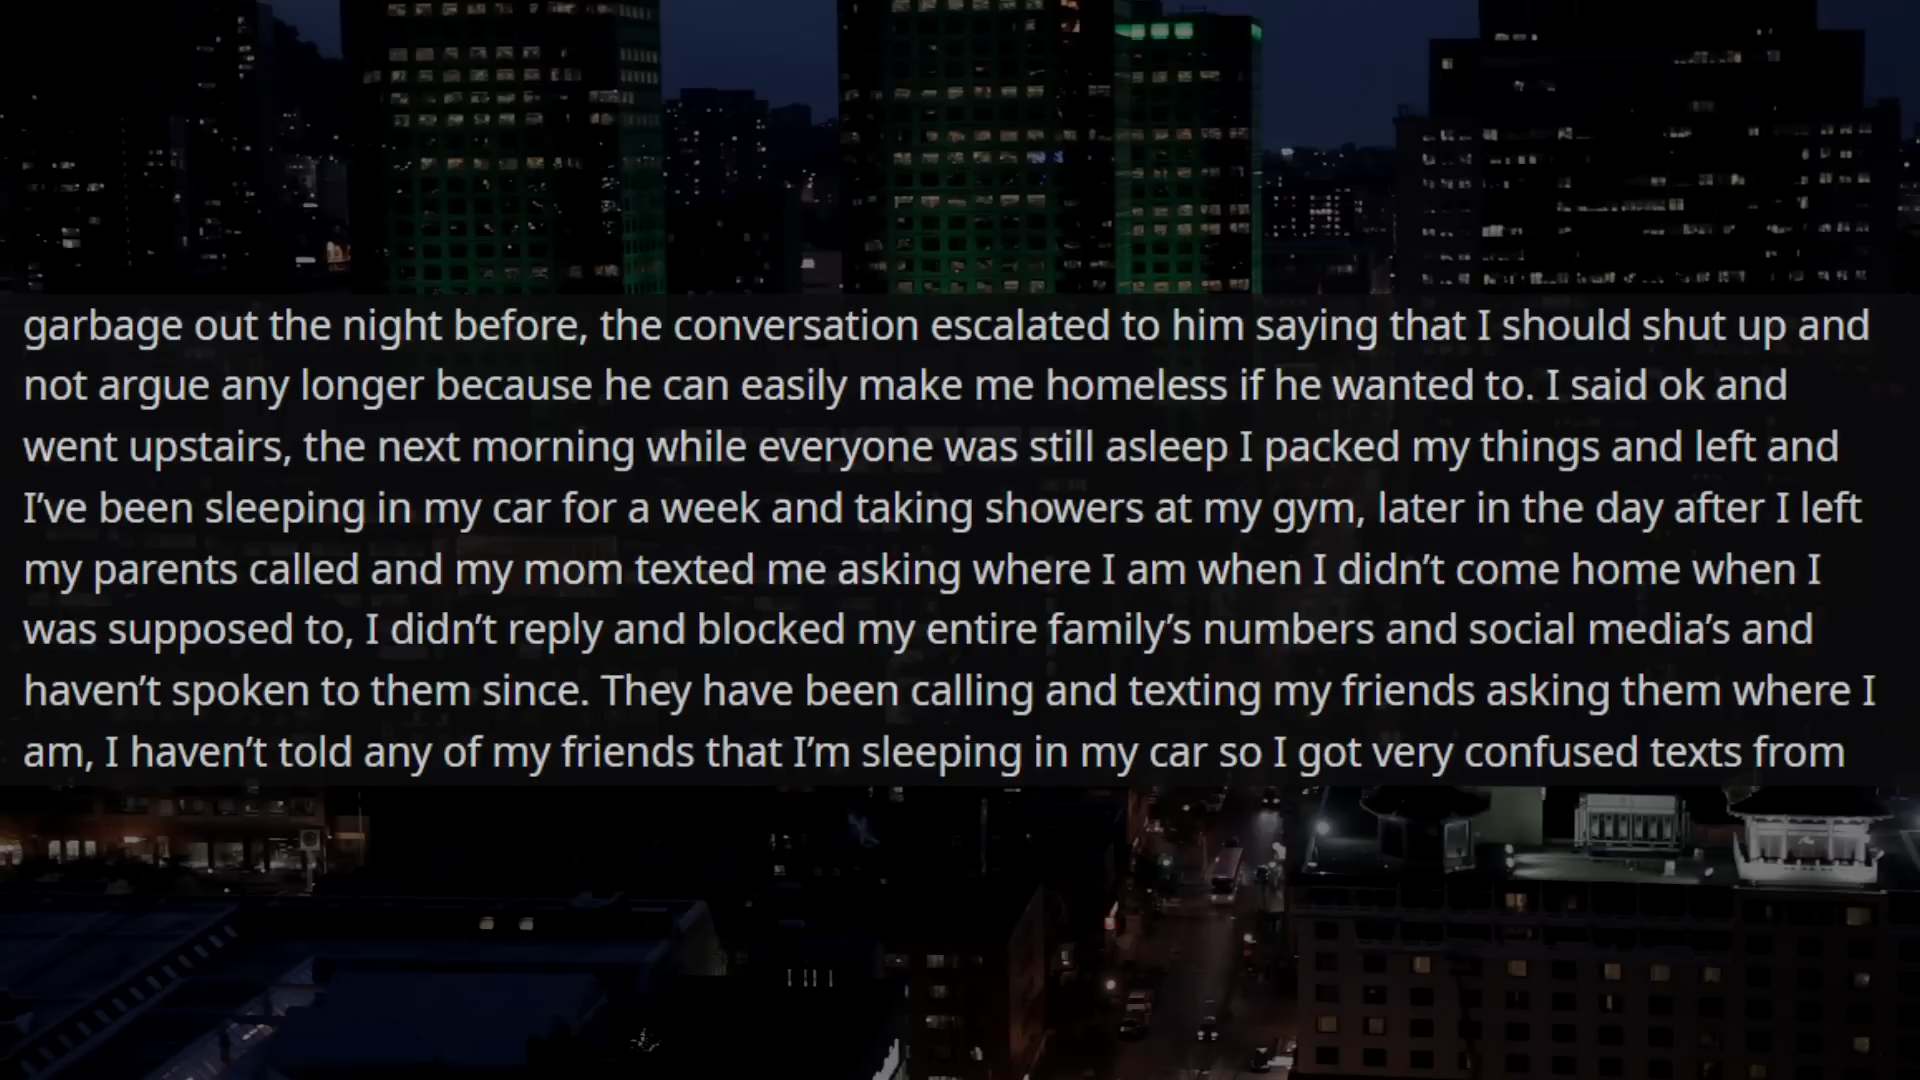 garbage out the night before, the conversation escalated to him saying that I should shut up and
not argue any longer because he can easily make me homeless if he wanted to. I said ok and
went upstairs, the next morning while everyone was still asleep I packed my things and left and
I’ve been sleeping in my car for a week and taking showers at my gym, later in the day after I left
my parents called and my mom texted me asking where I am when I didn’t come home when I
was supposed to, I didn’t reply and blocked my entire family’s numbers and social media’s and
haven’t spoken to them since. They have been calling and texting my friends asking them where I
am, I haven’t told any of my friends that I’m sleeping in my car so I got very confused texts from